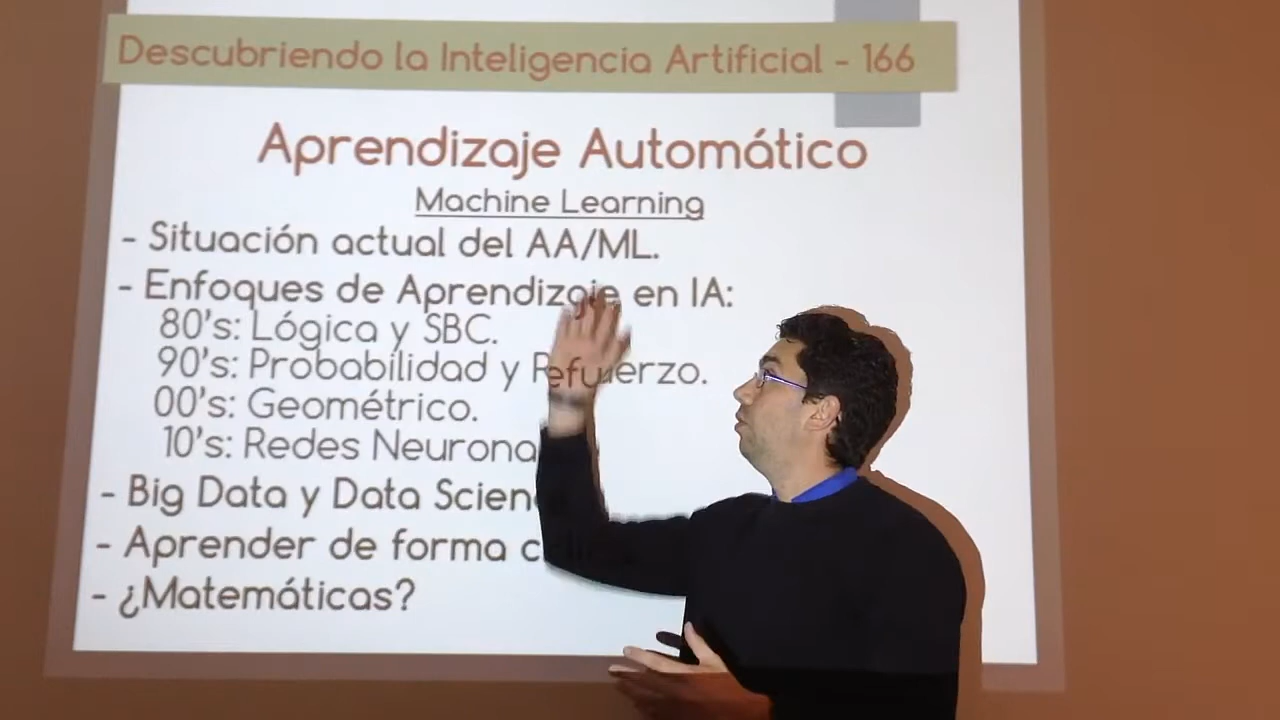 Descubriendo la Inteligencia Artificial - 166
Aprendizaje Automático
Machine Learning
- Situación actual del AA/ML.
- Enfoques de Aprendizaje en IA:
80's: Lógica y SBC.
90's: Probabilidad y Refuerzo.
00's: Geométrico.
10's: Redes
- Big Data y Data
- Aprender de forma
- ¿Matemáticas?